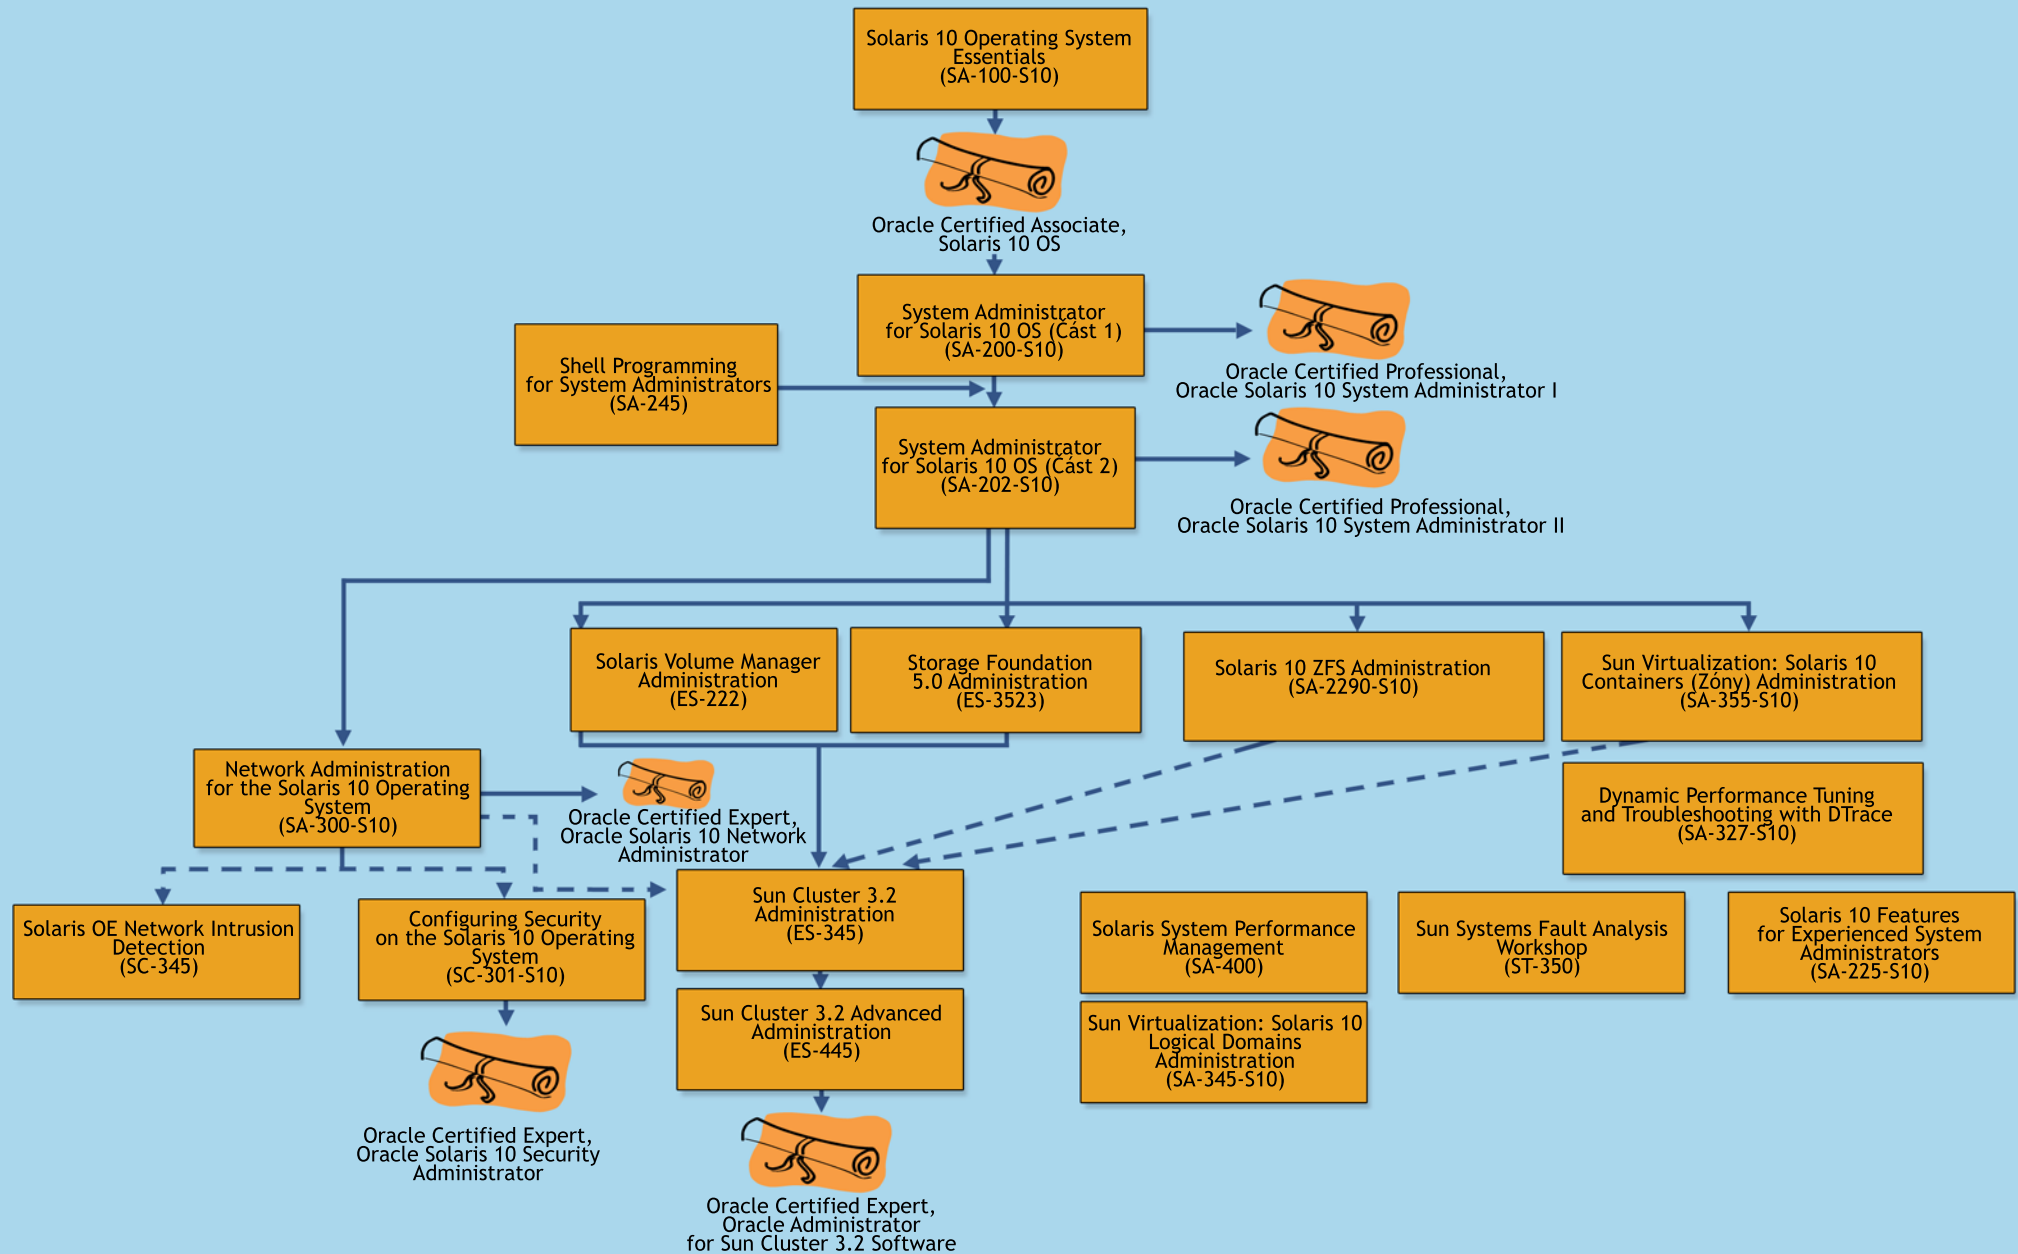 Solaris 10 Operating System
Essentials
(SA-100-S10)
Oracle Certified Associate,
Solaris 10 OS
System Administrator
for Solaris 10 OS (Část 1)
(SA-200-S10)
Oracle Certified Professional,
Oracle Solaris 10 System Administrator I
Shell Programming
for System Administrators
(SA-245)
System Administrator
for Solaris 10 OS (Část 2)
(SA-202-S10)
Oracle Certified Professional,
Oracle Solaris 10 System Administrator II
Solaris Volume Manager
Administration
(ES-222)
Storage Foundation
5.0 Administration
(ES-3523)
Solaris 10 ZFS Administration
(SA-2290-S10)
Sun Virtualization: Solaris 10
Containers (Zóny) Administration
(SA-355-S10)
Network Administration
for the Solaris 10 Operating
System
(SA-300-S10)
Oracle Certified Expert,
Oracle Solaris 10 Network
Administrator
Dynamic Performance Tuning
and Troubleshooting with DTrace
(SA-327-S10)
Solaris OE Network Intrusion
Detection
(SC-345)
Configuring Security
on the Solaris 10 Operating
System
(SC-301-S10)
Sun Cluster 3.2
Administration
(ES-345)
Solaris System Performance
Management
(SA-400)
Sun Systems Fault Analysis
Workshop
(ST-350)
Solaris 10 Features
for Experienced System
Administrators
(SA-225-S10)
Sun Cluster 3.2 Advanced
Administration
(ES-445)
Sun Virtualization: Solaris 10
Logical Domains
Administration
(SA-345-S10)
Oracle Certified Expert,
Oracle Solaris 10 Security
Administrator
Oracle Certified Expert,
Oracle Administrator
for Sun Cluster 3.2 Software